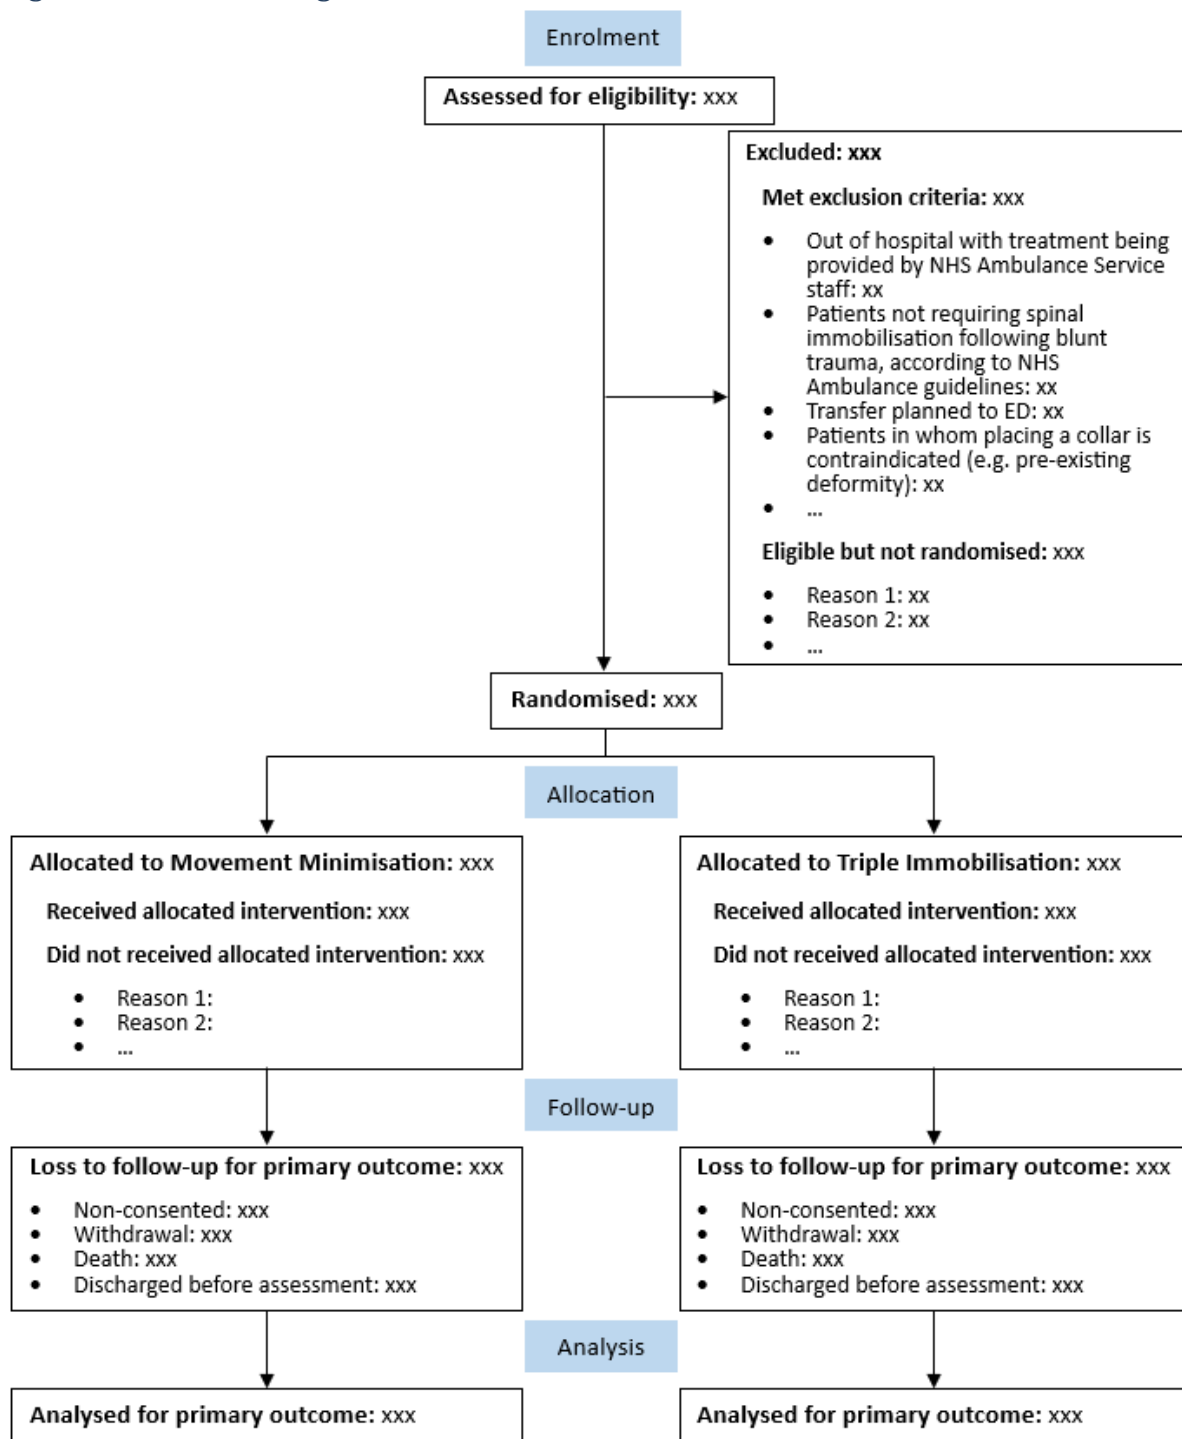 Enrolment
Assessed for eligibility: xxx
Excluded: xxx
Met exclusion criteria: xxx
• Out of hospital with treatment being
provided by NHS Ambulance Service
staff: xx
• Patients not requiring spinal
immobilisation following blunt
trauma, according to NHS
Ambulance guidelines: xx
• Transfer planned to ED: xx
• Patients in whom placing a collar is
contraindicated (e.g. pre-existing
deformity): xx
• ...
Eligible but not randomised: xxx
• Reason 1: xx
• Reason 2: xx
• ...
Randomised: xxx
Allocation
Allocated to Movement Minimisation: xxx
Received allocated intervention: xxx
Did not received allocated intervention: xxx
• Reason 1:
• Reason 2:
• ...
Allocated to Triple Immobilisation: xxx
Received allocated intervention: xxx
Did not received allocated intervention: xxx
• Reason 1:
• Reason 2:
• ...
Follow-up
Loss to follow-up for primary outcome: xxx
• Non-consented: xxx
• Withdrawal: xxx
• Death: xxx
• Discharged before assessment: xxx
Loss to follow-up for primary outcome: xxx
• Non-consented: xxx
• Withdrawal: xxx
• Death: xxx
• Discharged before assessment: xxx
Analysis
Analysed for primary outcome: xxx
Analysed for primary outcome: xxx